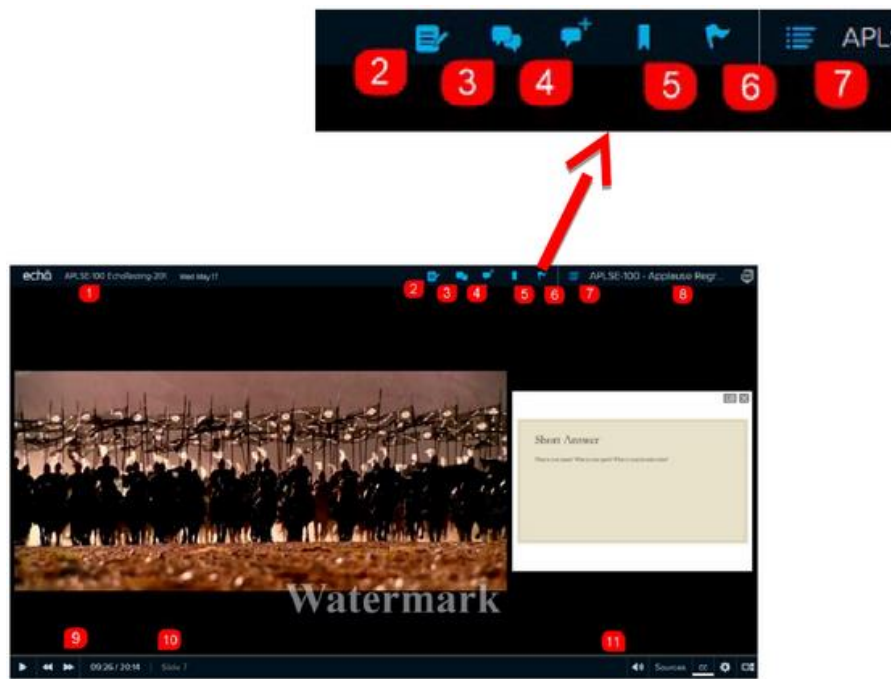 2 3 4 5 6 7 APLS
echo APLSE-100 EchoTesting-201 Wed May 17
APLSE-100 - Applause Regr...
1 2 3 4 5 6 7 8
Short Answer
Watermark
9 10 11
09:26 / 20:14 Slide 7
Sources CC